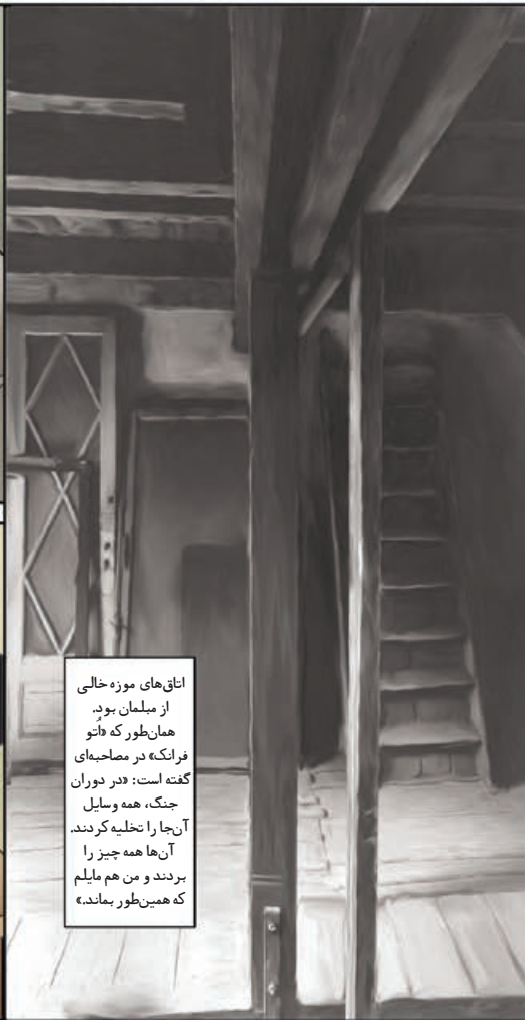 اتاق‌های موزه خالی
از مبلمان بود.
همان‌طور که «اُتو
فرانک» در مصاحبه‌ای
گفته است: «در دوران
جنگ، همه وسایل
آن‌جا را تخلیه کردند.
آن‌ها همه چیز را
بردند و من هم مایلم
که همین‌طور بماند.»